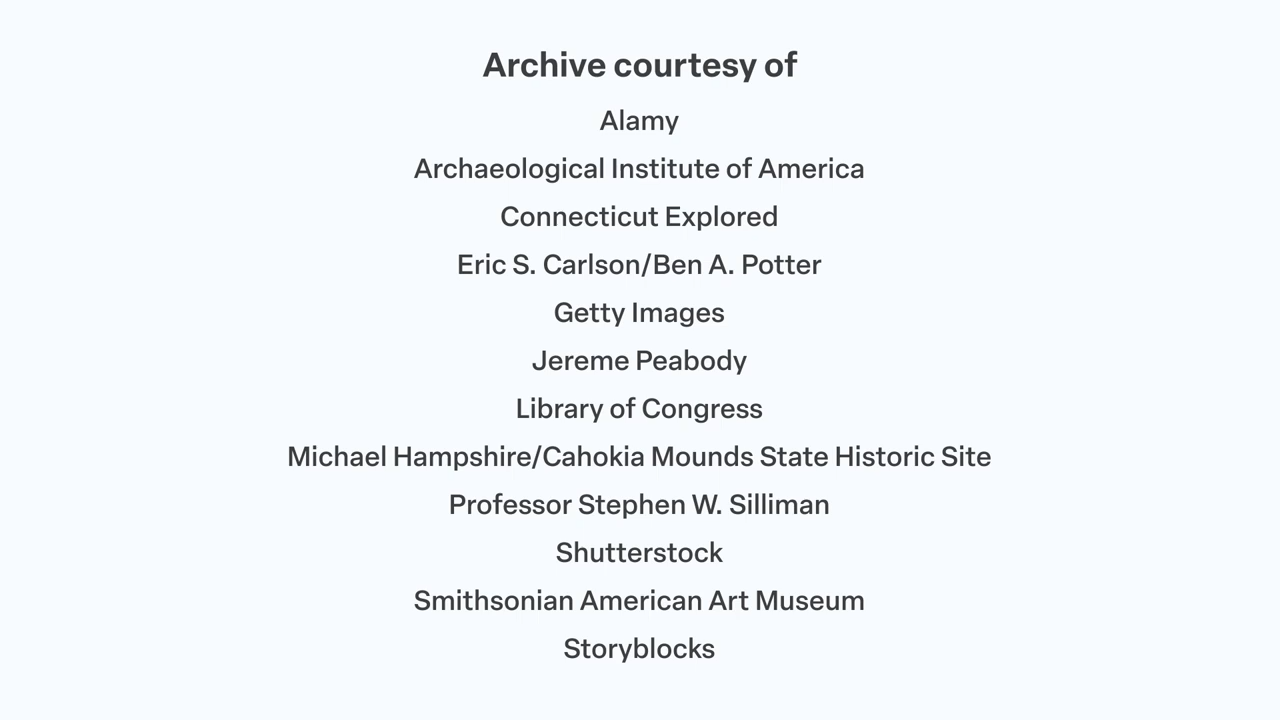 Archive courtesy of
Alamy
Archaeological Institute of America
Connecticut Explored
Eric S. Carlson/Ben A. Potter
Getty Images
Jereme Peabody
Library of Congress
Michael Hampshire/Cahokia Mounds State Historic Site
Professor Stephen W. Silliman
Shutterstock
Smithsonian American Art Museum
Storyblocks